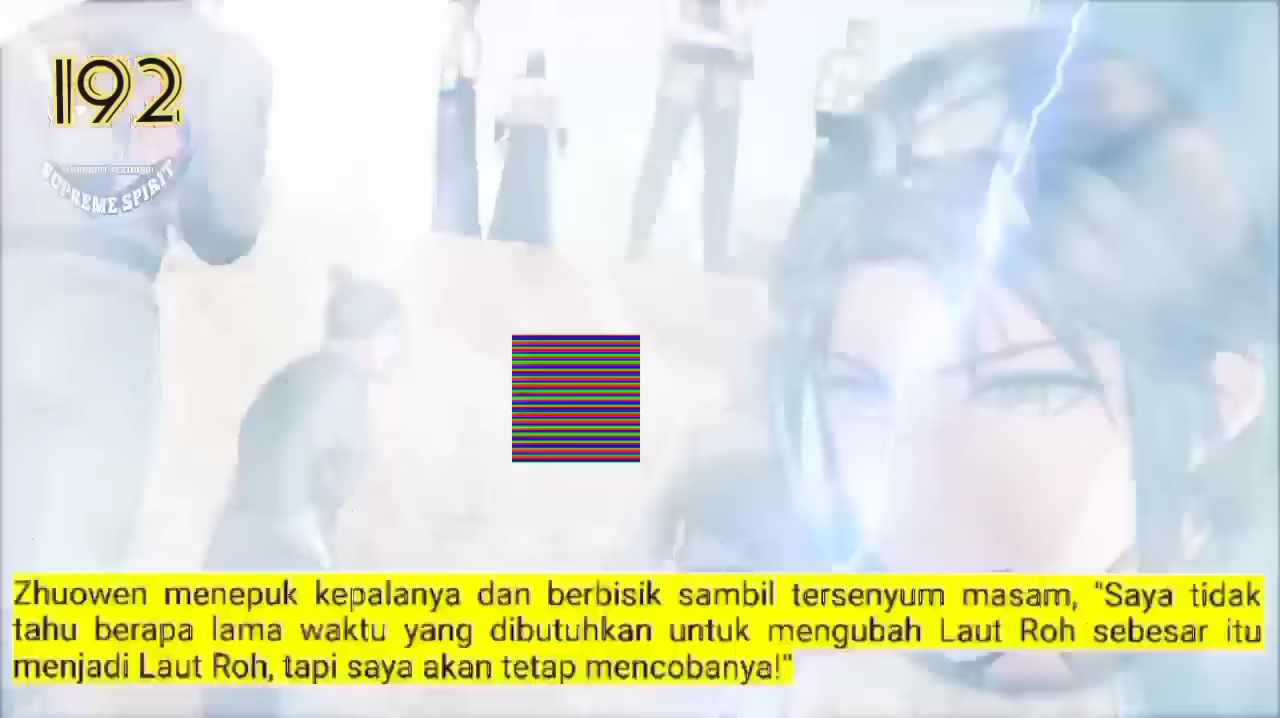 192
SUPREME SPIRIT
Zhuowen menepuk kepalanya dan berbisik sambil tersenyum masam, "Saya tidak
tahu berapa lama waktu yang dibutuhkan untuk mengubah Laut Roh sebesar itu
menjadi Laut Roh, tapi saya akan tetap mencobanya!"